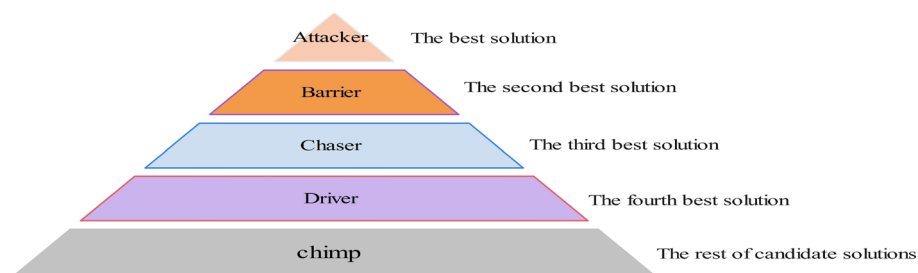 Attacker The best solution
Barrier The second best solution
Chaser The third best solution
Driver The fourth best solution
chimp The rest of candidate solutions